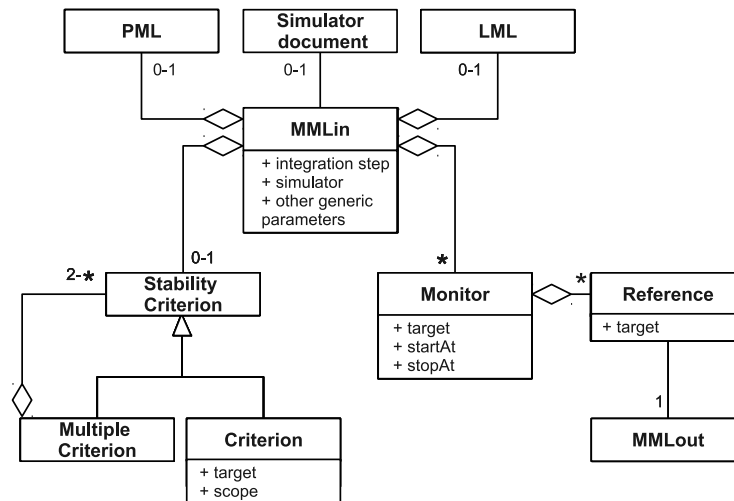 PML
Simulator
document
LML
0-1
0-1
0-1
MMLin
+ integration step
+ simulator
+ other generic
parameters
2-*
0-1
*
*
Stability
Criterion
Monitor
+ target
+ startAt
+ stopAt
Reference
+ target
Multiple
Criterion
Criterion
+ target
+ scope
1
MMLout